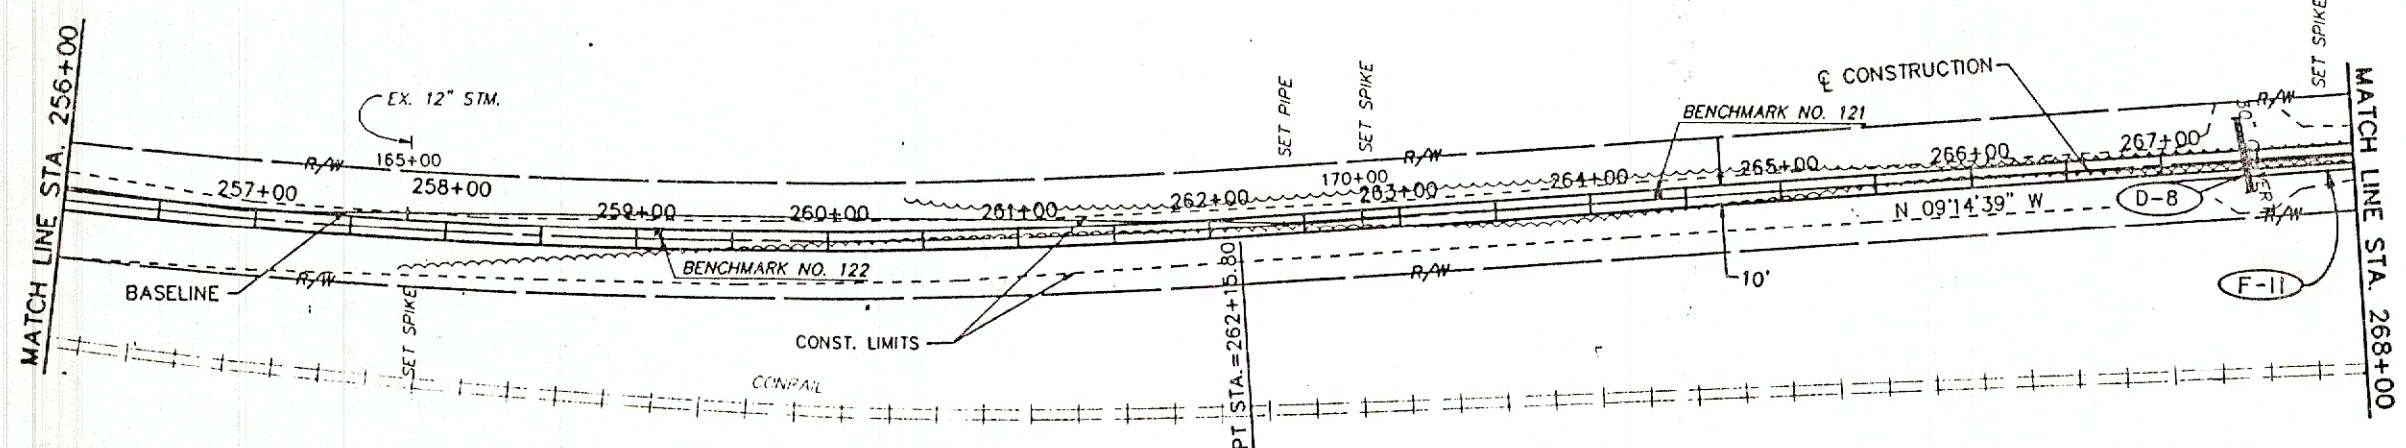 MATCH LINE STA. 256+00
EX. 12" STM.
R/W
165+00
257+00
258+00
259+00
260+00
261+00
262+00
170+00
263+00
264+00
265+00
266+00
267+00
SET PIPE
SET SPIKE
R/W
BENCHMARK NO. 121
℄ CONSTRUCTION
SET SPIKE
R/W
MATCH LINE STA. 268+00
N 09°14'39" W
D-8
R/W
F-11
BASELINE
R/W
SET SPIKE
BENCHMARK NO. 122
CONST. LIMITS
PT STA.=262+15.80
R/W
10'
CONRAIL